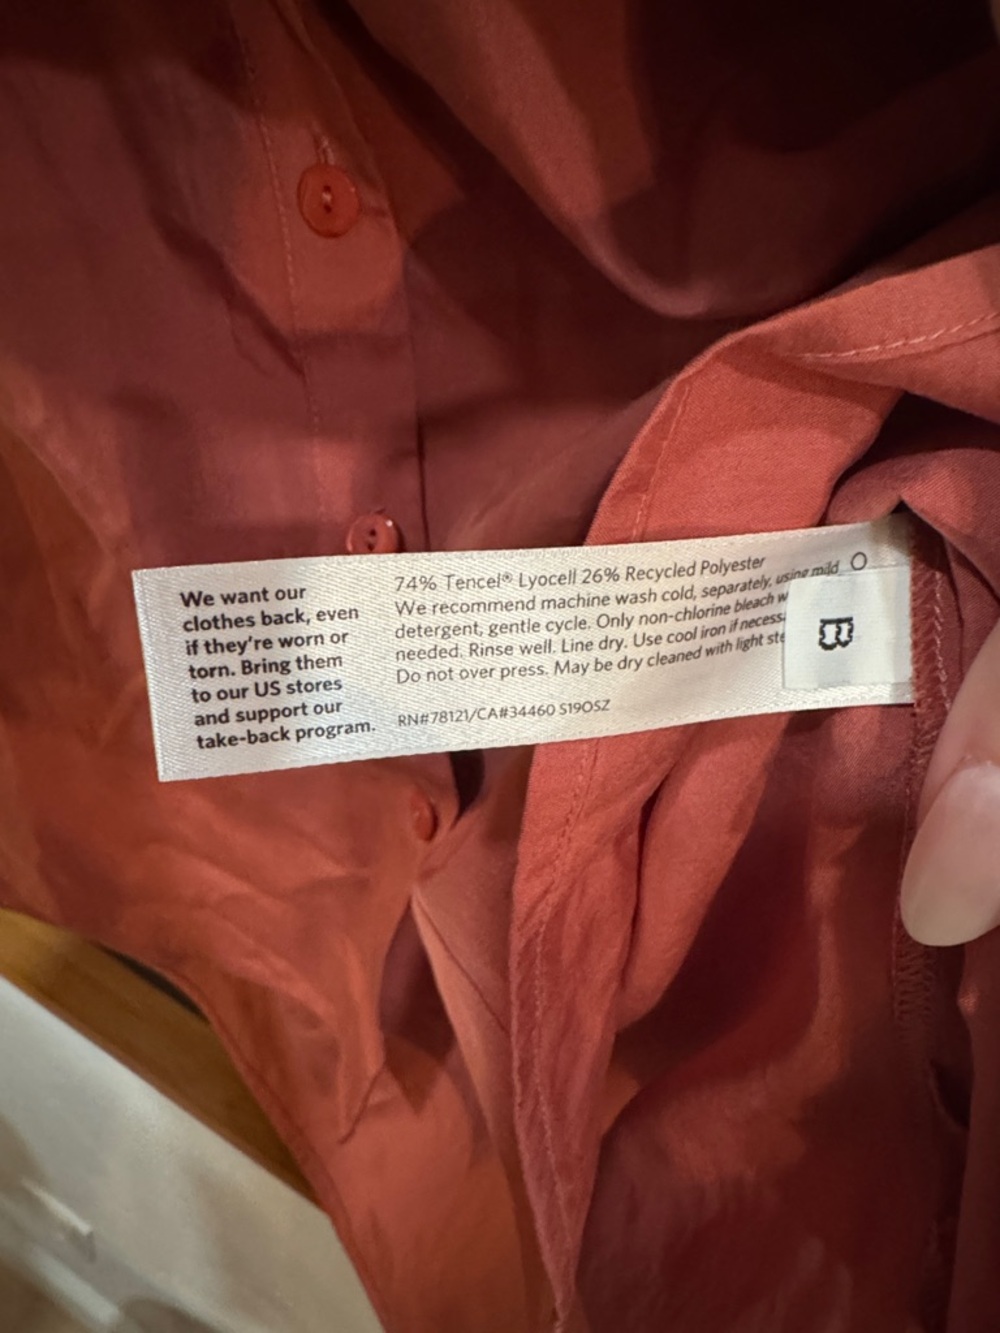 We want our
clothes back, even
if they're worn or
torn. Bring them
to our US stores
and support our
take-back program.
74% Tencel® Lyocell 26% Recycled Polyester
We recommend machine wash cold, separately, using mild
detergent, gentle cycle. Only non-chlorine bleach
needed. Rinse well. Line dry. Use cool iron if
Do not over press. May be dry cleaned with light
RN#78121/CA#34460 S19OSZ
O